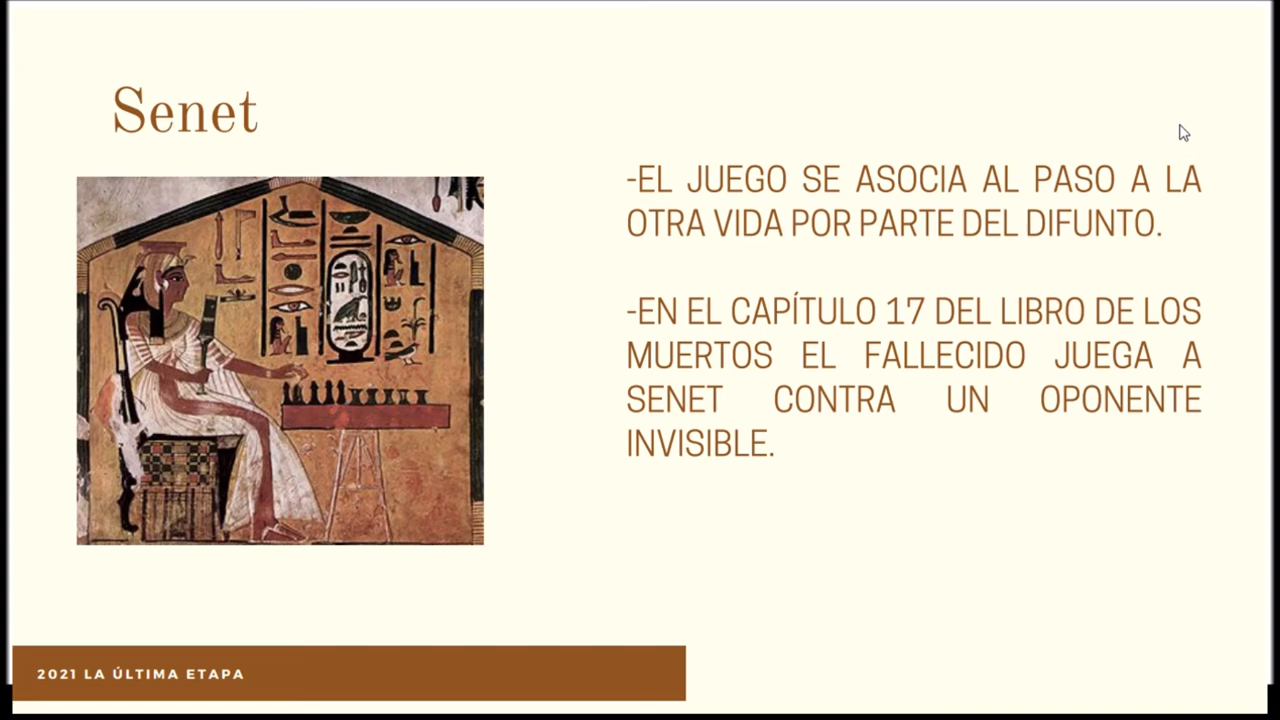 Senet
-EL JUEGO SE ASOCIA AL PASO A LA
OTRA VIDA POR PARTE DEL DIFUNTO.
-EN EL CAPÍTULO 17 DEL LIBRO DE LOS
MUERTOS EL FALLECIDO JUEGA A
SENET CONTRA UN OPONENTE
INVISIBLE.
2021 LA ÚLTIMA ETAPA